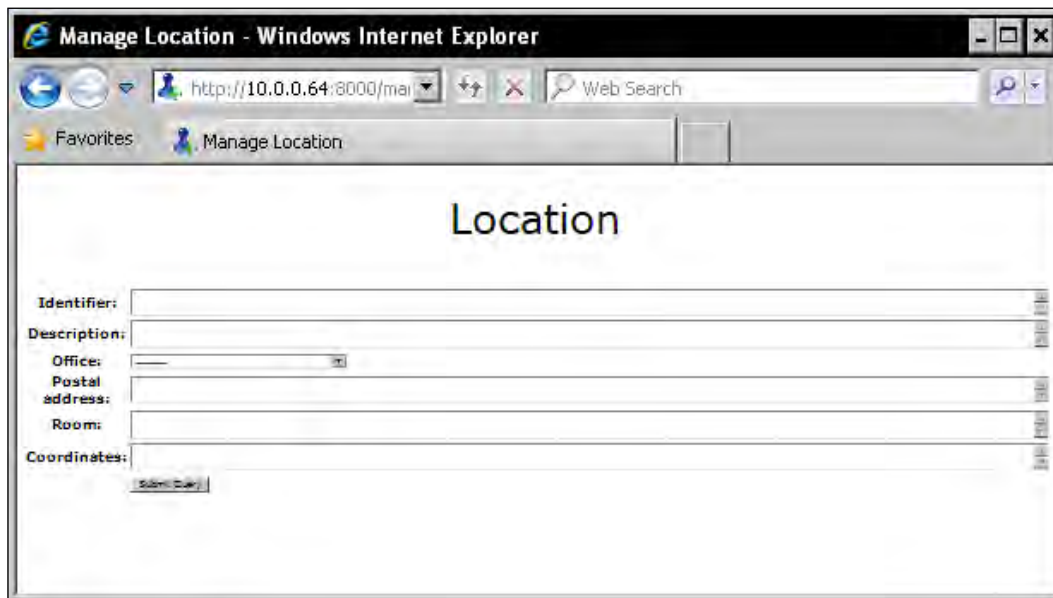 Manage Location - Windows Internet Explorer
http://10.0.0.64:8000/mai
Web Search
Favorites
Manage Location
Location
Identifier:
Description:
Office:
Postal
address:
Room:
Coordinates:
Submit Query